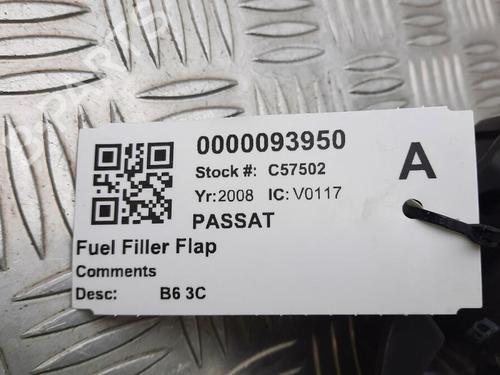 0000093950
Stock #: C57502
A
Yr:2008 IC: V0117
PASSAT
Fuel Filler Flap
Comments
Desc: B6 3C